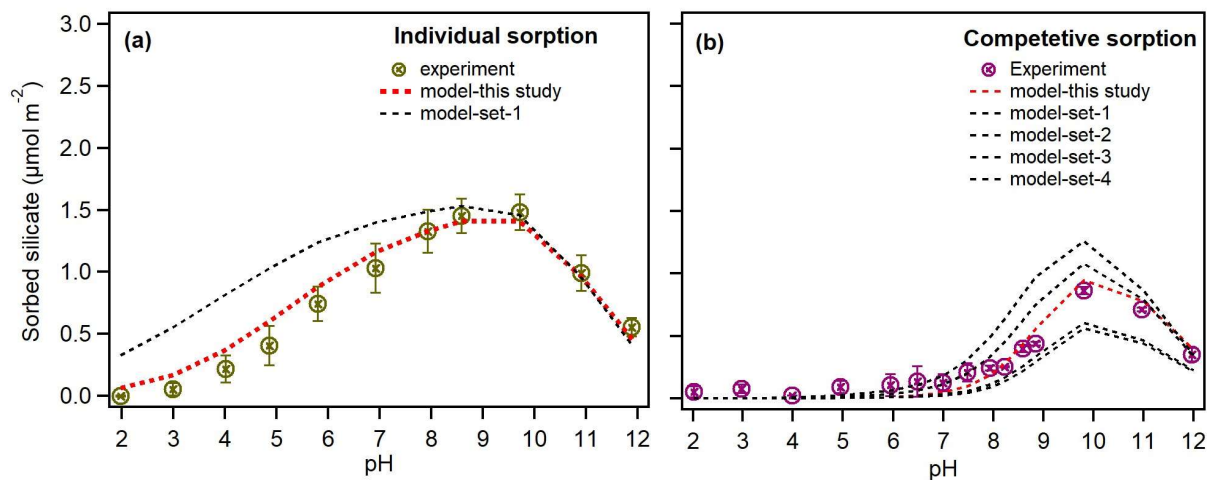 (a)
Individual sorption
experiment
model-this study
model-set-1
3.0
2.5
2.0
1.5
1.0
0.5
0.0
Sorbed silicate (µmol m⁻²)
2 3 4 5 6 7 8 9 10 11 12
pH
(b)
Competetive sorption
Experiment
model-this study
model-set-1
model-set-2
model-set-3
model-set-4
2 3 4 5 6 7 8 9 10 11 12
pH